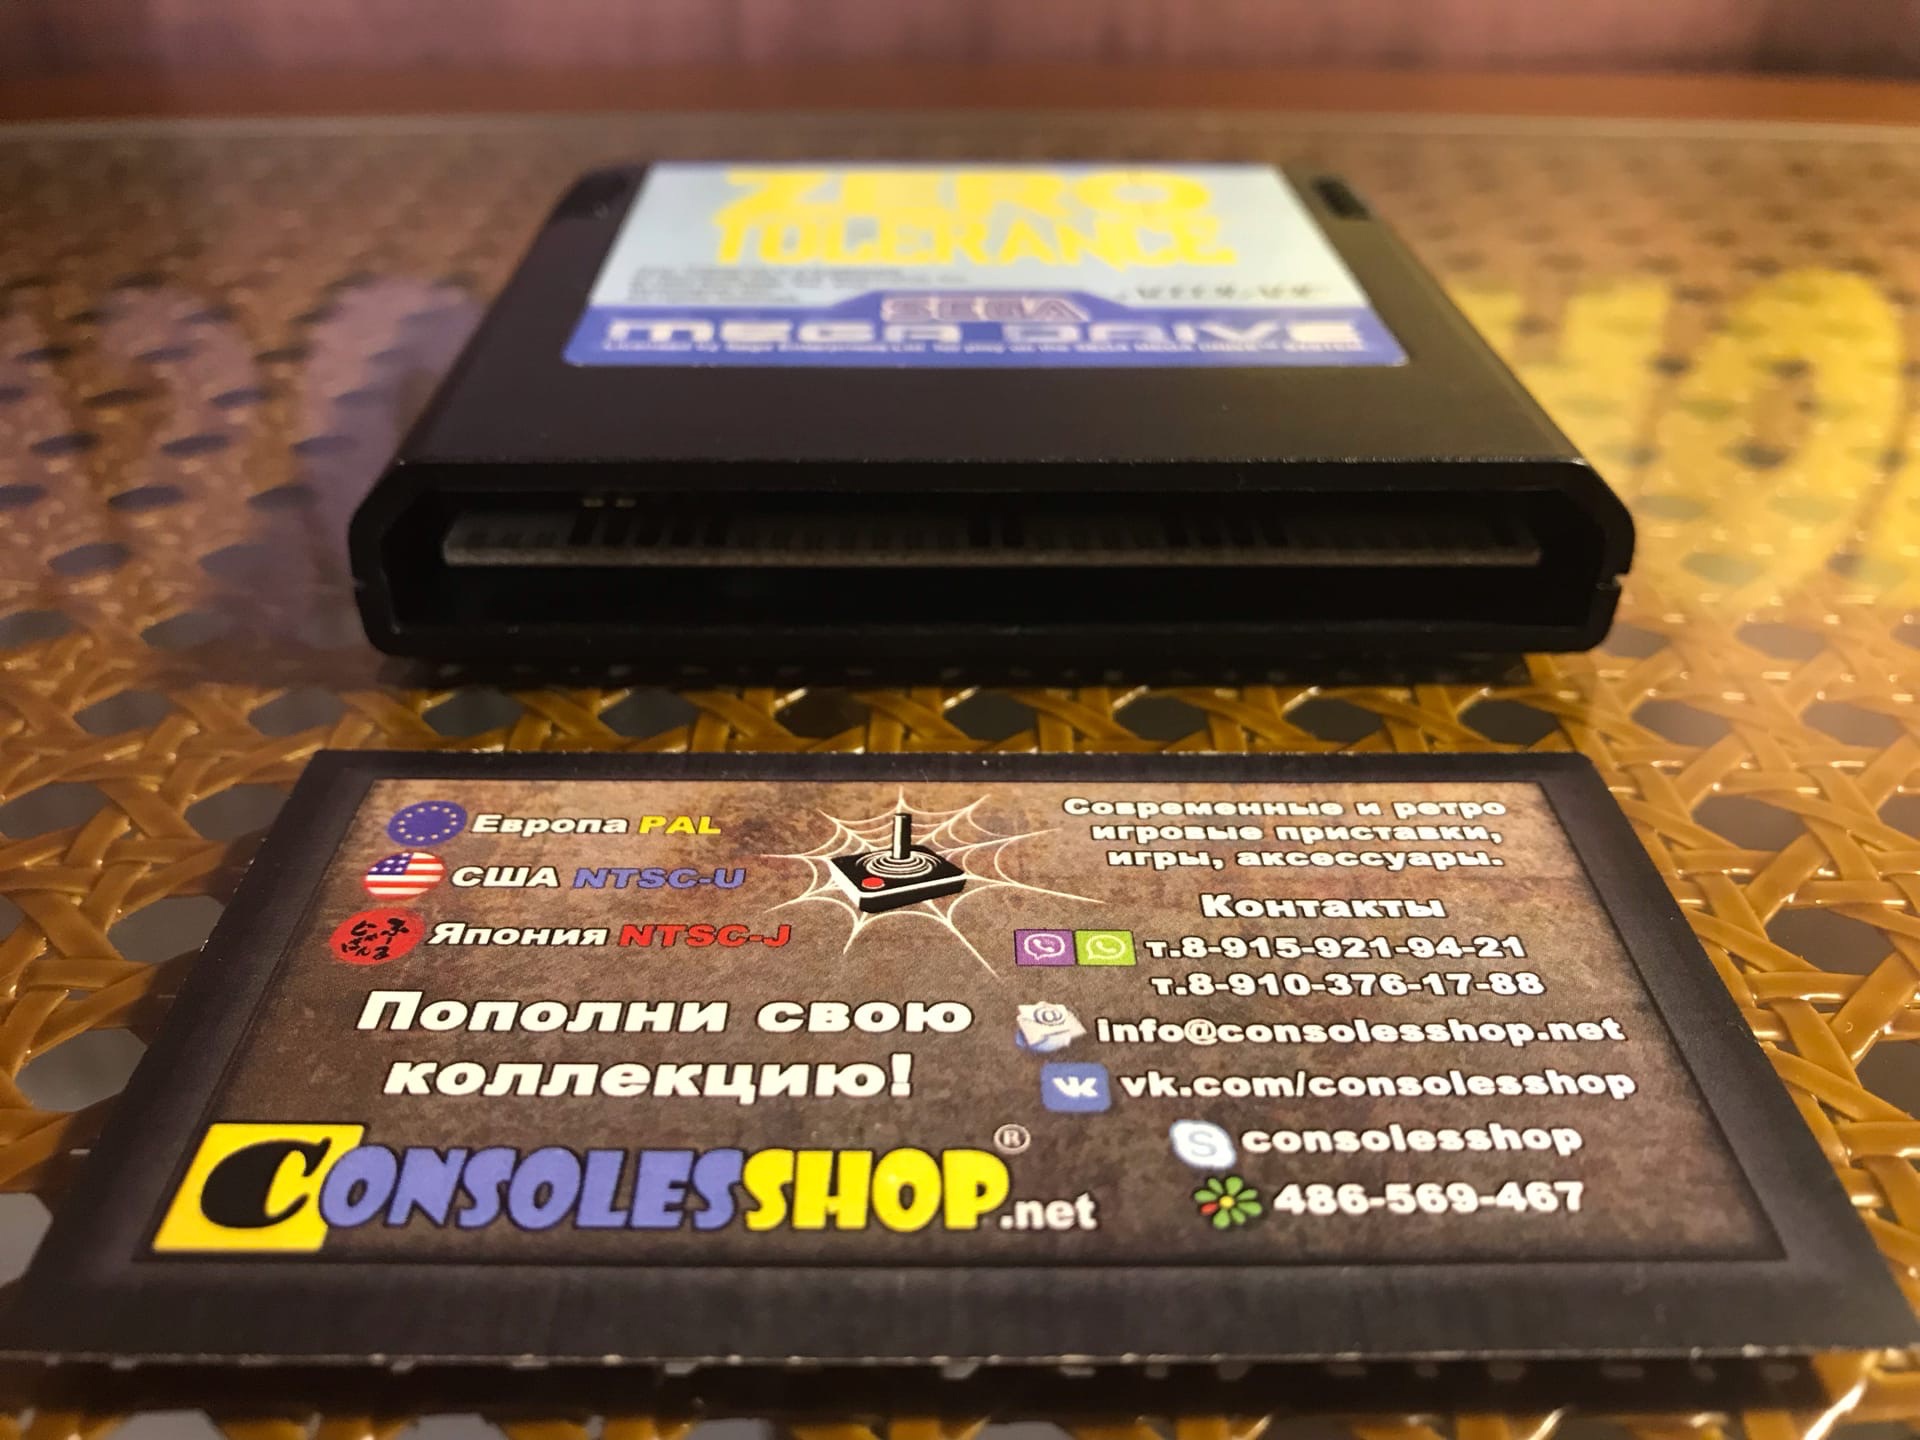 ZERO
TOLERANCE
SEGA
MEGA DRIVE
Европа PAL
США NTSC-U
Япония NTSC-J
Пополни свою
коллекцию!
CONSOLESSHOP®.net
Современные и ретро
игровые приставки,
игры, аксессуары.
Контакты
т.8-915-921-94-21
т.8-910-376-17-88
info@consolesshop.net
vk.com/consolesshop
consolesshop
486-569-467